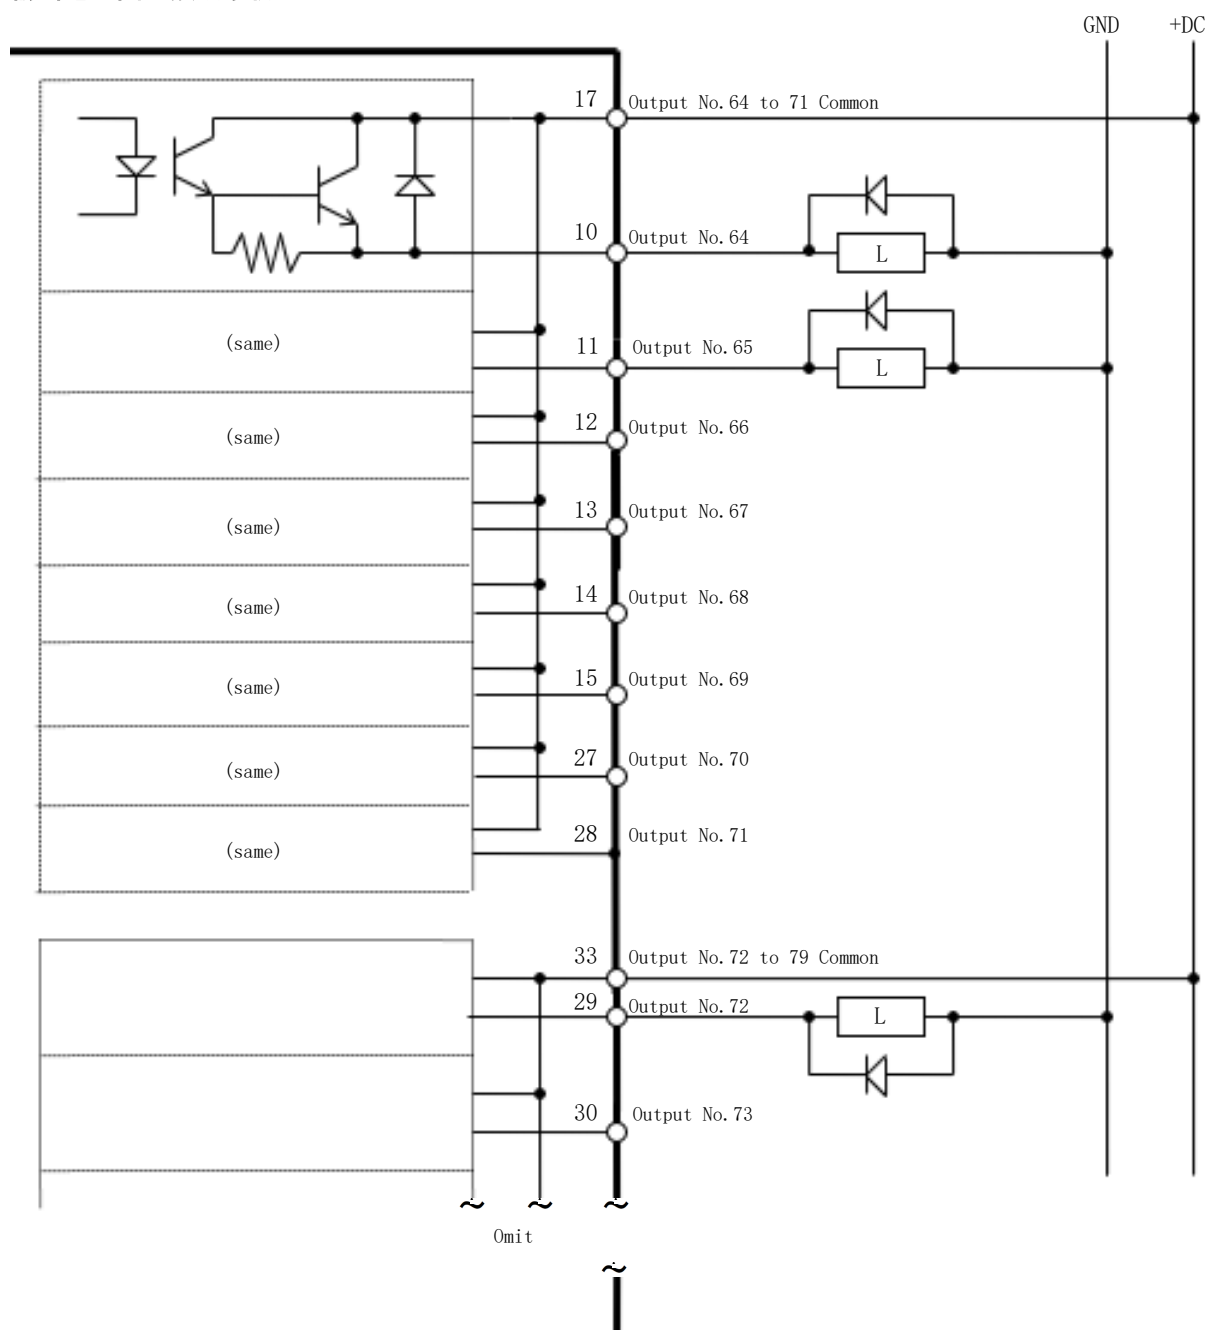 GND +DC
17 Output No.64 to 71 Common
10 Output No.64
L
(same) 11 Output No.65
L
(same) 12 Output No.66
(same) 13 Output No.67
(same) 14 Output No.68
(same) 15 Output No.69
(same) 27 Output No.70
(same) 28 Output No.71
33 Output No.72 to 79 Common
29 Output No.72
L
30 Output No.73
Omit